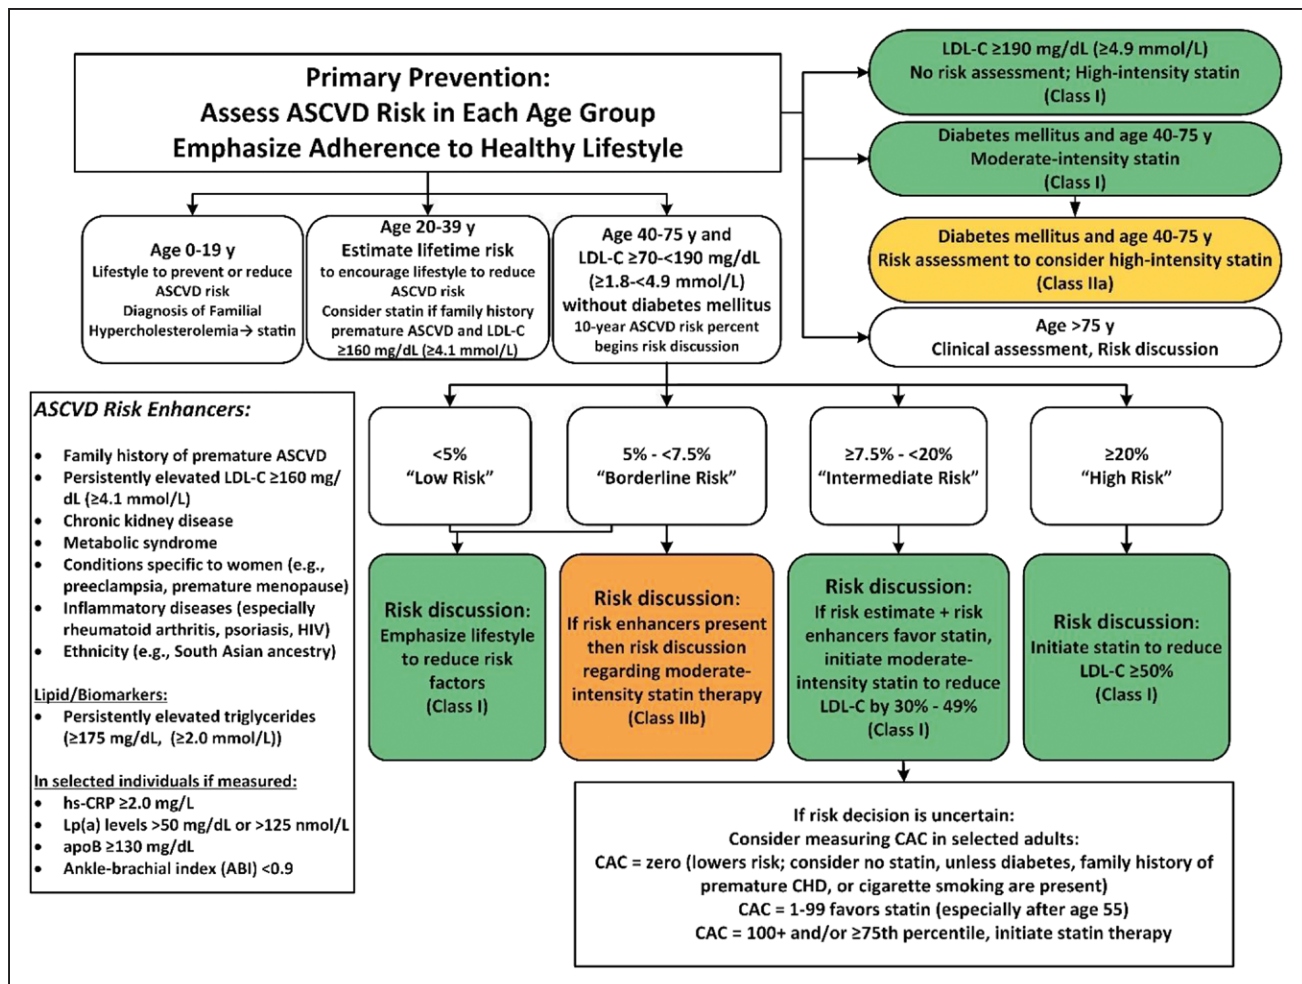 Primary Prevention:
Assess ASCVD Risk in Each Age Group
Emphasize Adherence to Healthy Lifestyle
LDL-C ≥190 mg/dL (≥4.9 mmol/L)
No risk assessment; High-intensity statin
(Class I)
Diabetes mellitus and age 40-75 y
Moderate-intensity statin
(Class I)
Diabetes mellitus and age 40-75 y
Risk assessment to consider high-intensity statin
(Class IIa)
Age >75 y
Clinical assessment, Risk discussion
Age 0-19 y
Lifestyle to prevent or reduce
ASCVD risk
Diagnosis of Familial
Hypercholesterolemia→ statin
Age 20-39 y
Estimate lifetime risk
to encourage lifestyle to reduce
ASCVD risk
Consider statin if family history
premature ASCVD and LDL-C
≥160 mg/dL (≥4.1 mmol/L)
Age 40-75 y and
LDL-C ≥70-<190 mg/dL
(≥1.8-<4.9 mmol/L)
without diabetes mellitus
10-year ASCVD risk percent
begins risk discussion
<5%
“Low Risk”
5% - <7.5%
“Borderline Risk”
≥7.5% - <20%
“Intermediate Risk”
≥20%
“High Risk”
Risk discussion:
Emphasize lifestyle
to reduce risk
factors
(Class I)
Risk discussion:
If risk enhancers present
then risk discussion
regarding moderate-
intensity statin therapy
(Class IIb)
Risk discussion:
If risk estimate + risk
enhancers favor statin,
initiate moderate-
intensity statin to reduce
LDL-C by 30% - 49%
(Class I)
Risk discussion:
Initiate statin to reduce
LDL-C ≥50%
(Class I)
If risk decision is uncertain:
Consider measuring CAC in selected adults:
CAC = zero (lowers risk; consider no statin, unless diabetes, family history of
premature CHD, or cigarette smoking are present)
CAC = 1-99 favors statin (especially after age 55)
CAC = 100+ and/or ≥75th percentile, initiate statin therapy
ASCVD Risk Enhancers:
• Family history of premature ASCVD
• Persistently elevated LDL-C ≥160 mg/
dL (≥4.1 mmol/L)
• Chronic kidney disease
• Metabolic syndrome
• Conditions specific to women (e.g.,
preeclampsia, premature menopause)
• Inflammatory diseases (especially
rheumatoid arthritis, psoriasis, HIV)
• Ethnicity (e.g., South Asian ancestry)
Lipid/Biomarkers:
• Persistently elevated triglycerides
(≥175 mg/dL, (≥2.0 mmol/L))
In selected individuals if measured:
• hs-CRP ≥2.0 mg/L
• Lp(a) levels >50 mg/dL or >125 nmol/L
• apoB ≥130 mg/dL
• Ankle-brachial index (ABI) <0.9